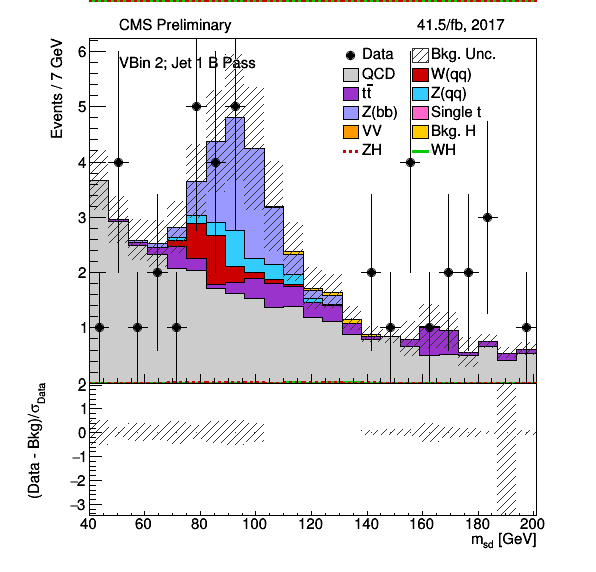 CMS Preliminary 41.5/fb, 2017
VBin 2; Jet 1 B Pass
Data Bkg. Unc.
QCD W(qq)
tt̅ Z(qq)
Z(bb) Single t
VV Bkg. H
ZH WH
Events / 7 GeV
6
5
4
3
2
1
2
1
0
−1
−2
−3
(Data - Bkg)/σData
40 60 80 100 120 140 160 180 200
msd [GeV]